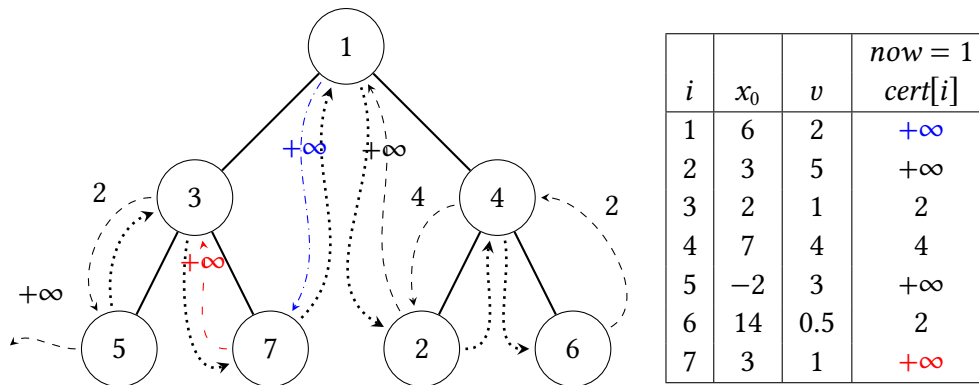 1
+∞
+∞
2
3
4
4
2
+∞
+∞
5
7
2
6
now = 1
i x₀ v cert[i]
1 6 2 +∞
2 3 5 +∞
3 2 1 2
4 7 4 4
5 −2 3 +∞
6 14 0.5 2
7 3 1 +∞